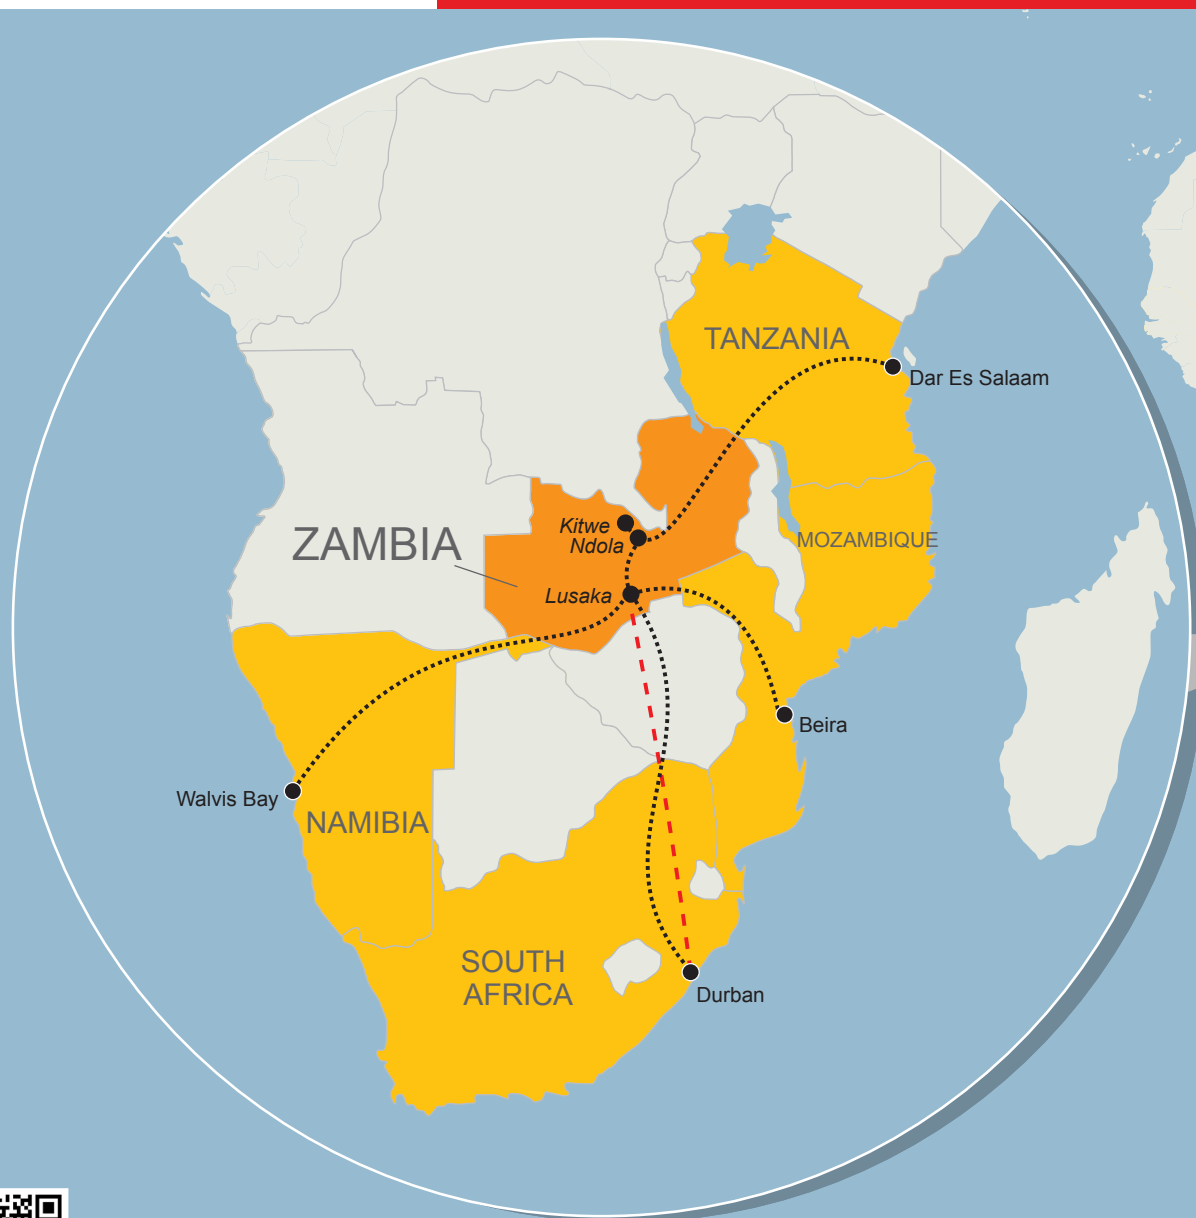 TANZANIA
Dar Es Salaam
ZAMBIA
Kitwe
Ndola
MOZAMBIQUE
Lusaka
Beira
Walvis Bay
NAMIBIA
SOUTH
AFRICA
Durban